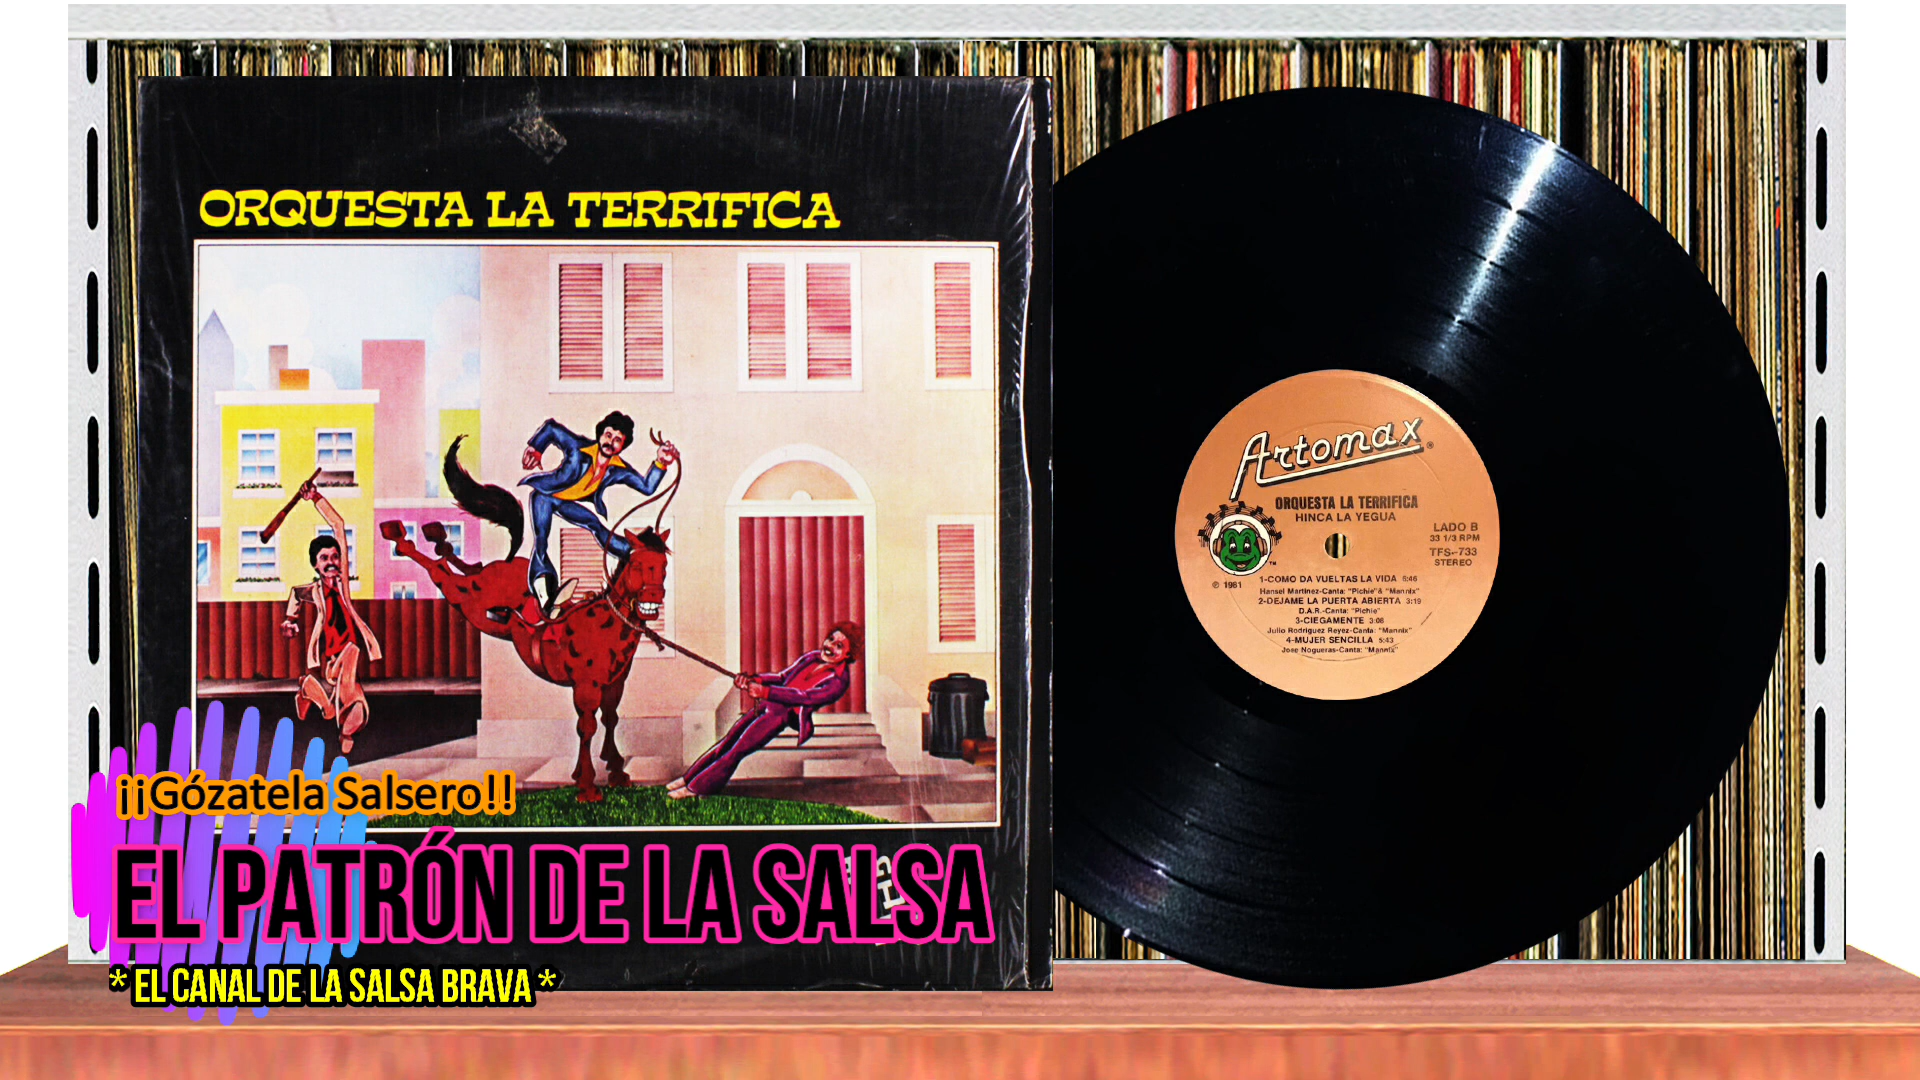 ORQUESTA LA TERRIFICA
¡¡Gózatela Salsero!!
EL PATRÓN DE LA SALSA
* EL CANAL DE LA SALSA BRAVA *
Artomax®
ORQUESTA LA TERRIFICA
HINCA LA YEGUA
LADO B
33 1/3 RPM
TFS-733
STEREO
TM
℗ 1981
1-COMO DA VUELTAS LA VIDA 5:46
Hansel Martinez-Canta: "Pichie" & "Mannix"
2-DEJAME LA PUERTA ABIERTA 3:19
D.A.R.-Canta: "Pichie"
3-CIEGAMENTE 3:08
Julio Rodriguez Reyez-Canta: "Mannix"
4-MUJER SENCILLA 5:43
Jose Nogueras-Canta: "Mannix"